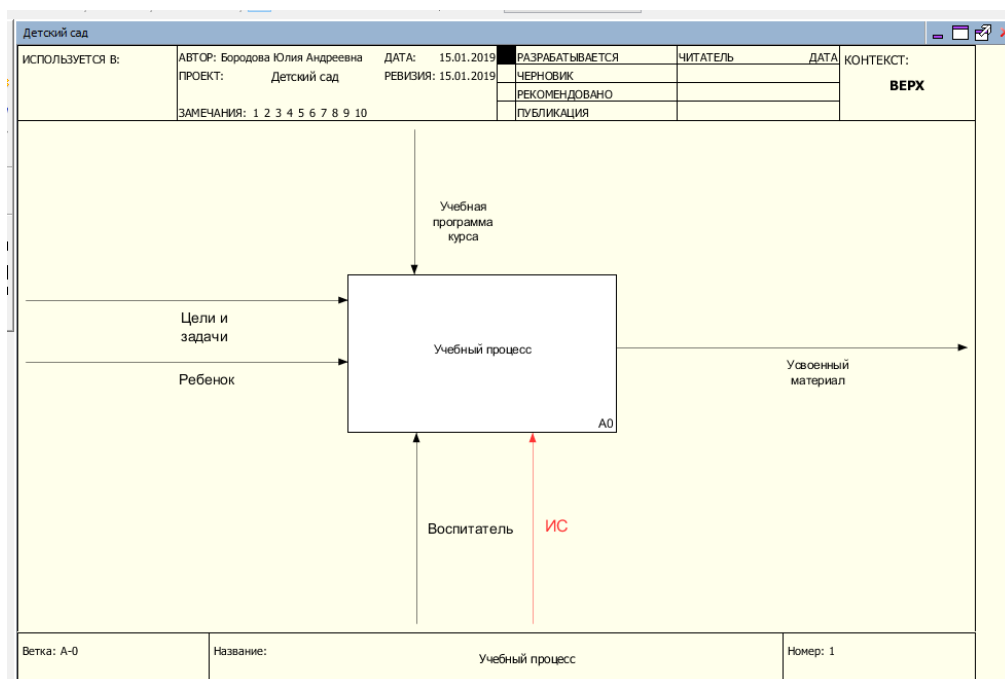 Детский сад
ИСПОЛЬЗУЕТСЯ В:
АВТОР: Бородова Юлия Андреевна
ДАТА: 15.01.2019
РАЗРАБАТЫВАЕТСЯ
ЧИТАТЕЛЬ
ДАТА
КОНТЕКСТ:
ПРОЕКТ: Детский сад
РЕВИЗИЯ: 15.01.2019
ЧЕРНОВИК
ВЕРХ
РЕКОМЕНДОВАНО
ЗАМЕЧАНИЯ: 1 2 3 4 5 6 7 8 9 10
ПУБЛИКАЦИЯ
Учебная
программа
курса
Цели и
задачи
Учебный процесс
Усвоенный
материал
Ребенок
A0
Воспитатель
ИС
Ветка: A-0
Название:
Учебный процесс
Номер: 1